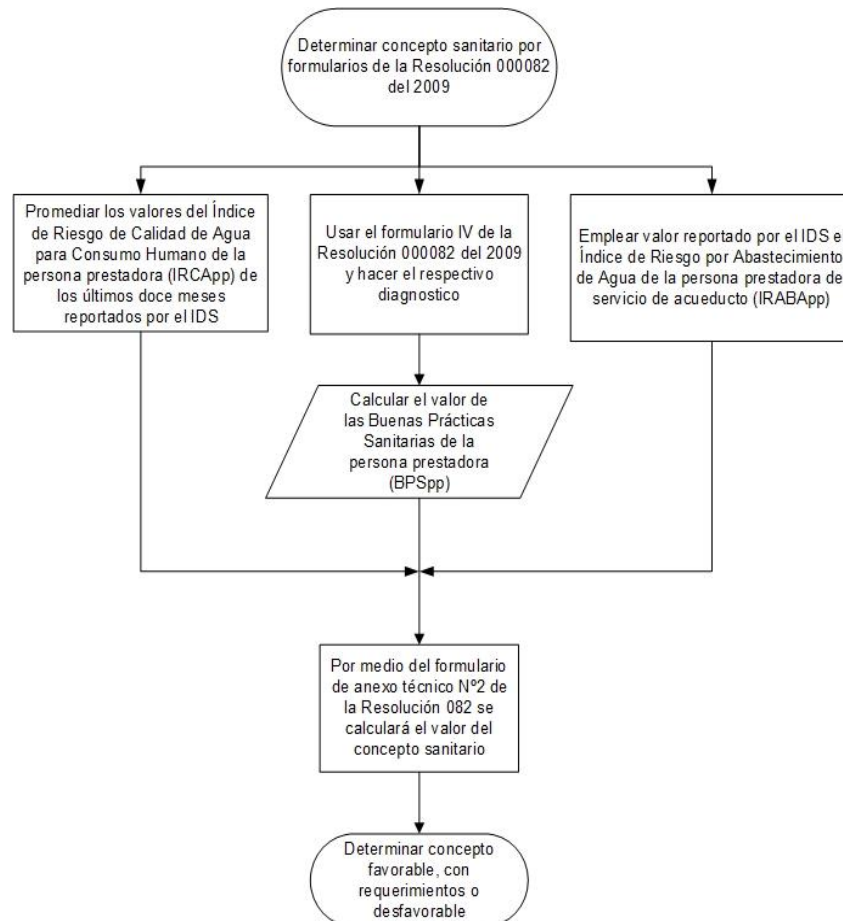 Determinar concepto sanitario por
formularios de la Resolución 000082
del 2009
Promediar los valores del Índice
de Riesgo de Calidad de Agua
para Consumo Humano de la
persona prestadora (IRCApp) de
los últimos doce meses
reportados por el IDS
Usar el formulario IV de la
Resolución 000082 del 2009
y hacer el respectivo
diagnostico
Emplear valor reportado por el IDS el
Índice de Riesgo por Abastecimiento
de Agua de la persona prestadora de
servicio de acueducto (IRABApp)
Calcular el valor de
las Buenas Prácticas
Sanitarias de la
persona prestadora
(BPSpp)
Por medio del formulario
de anexo técnico Nº2 de
la Resolución 082 se
calculará el valor del
concepto sanitario
Determinar concepto
favorable, con
requerimientos o
desfavorable